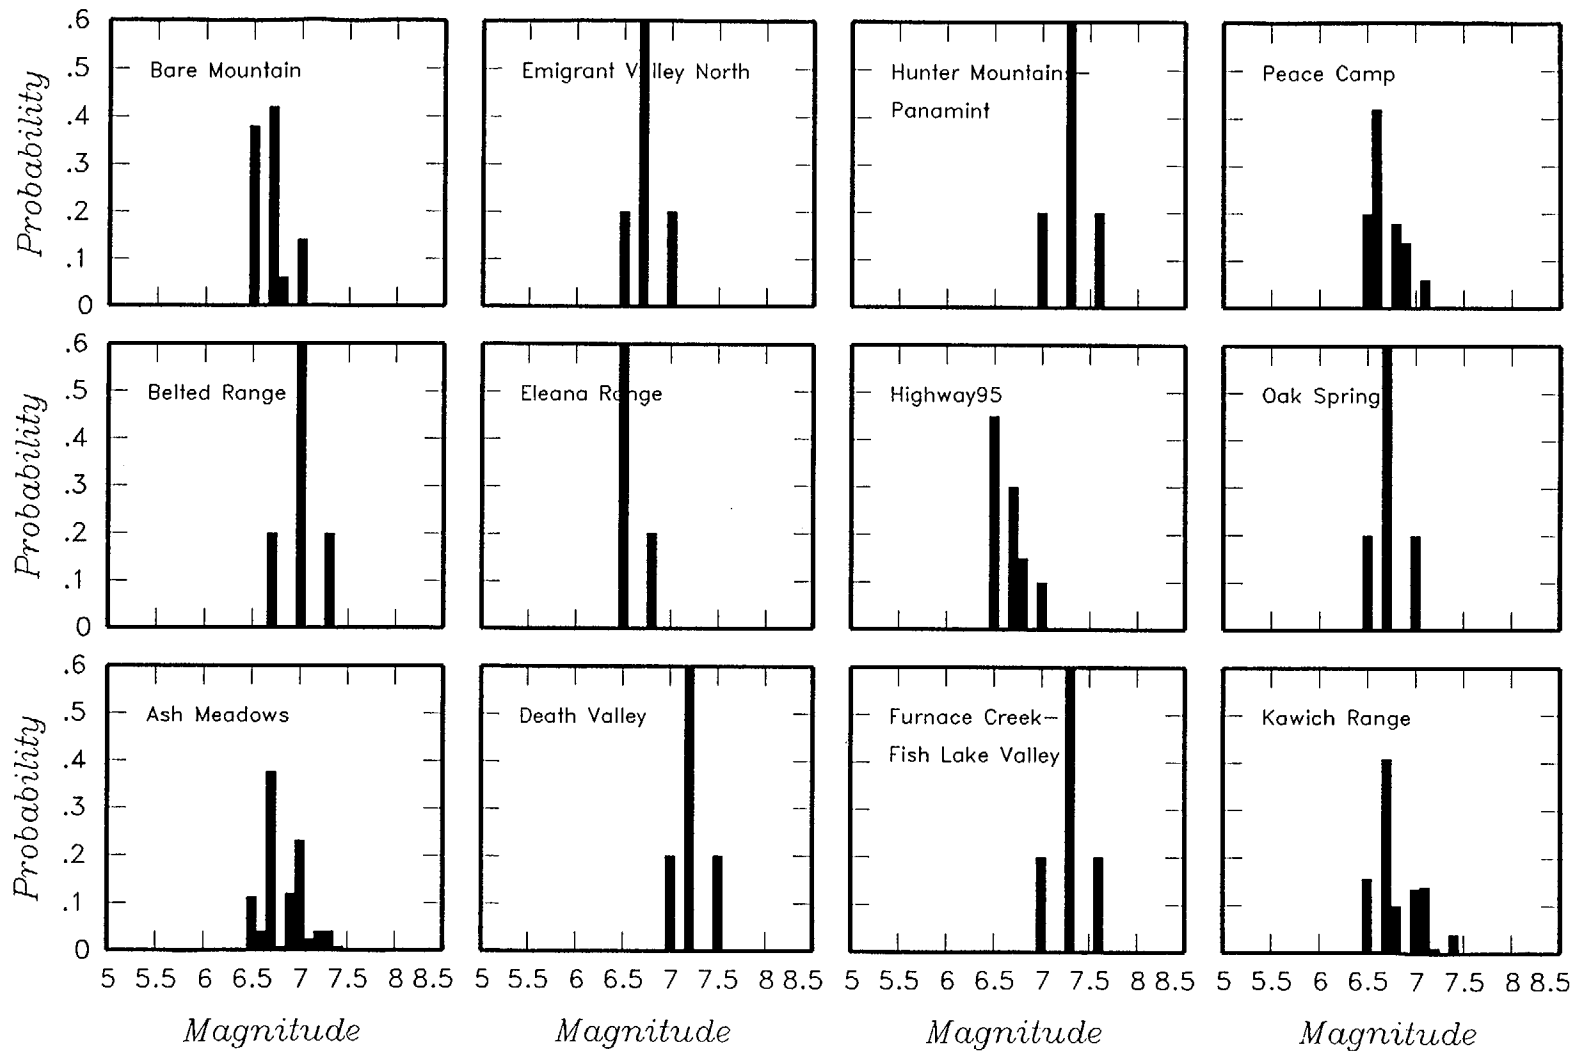 .6
.5
.4
.3
.2
.1
0
Probability
Bare Mountain
Emigrant Valley North
Hunter Mountain–
Panamint
Peace Camp
.6
.5
.4
.3
.2
.1
0
Probability
Belted Range
Eleana Range
Highway95
Oak Spring
.6
.5
.4
.3
.2
.1
0
Probability
Ash Meadows
Death Valley
Furnace Creek–
Fish Lake Valley
Kawich Range
5 5.5 6 6.5 7 7.5 8 8.5
5 5.5 6 6.5 7 7.5 8 8.5
5 5.5 6 6.5 7 7.5 8 8.5
5 5.5 6 6.5 7 7.5 8 8.5
Magnitude
Magnitude
Magnitude
Magnitude